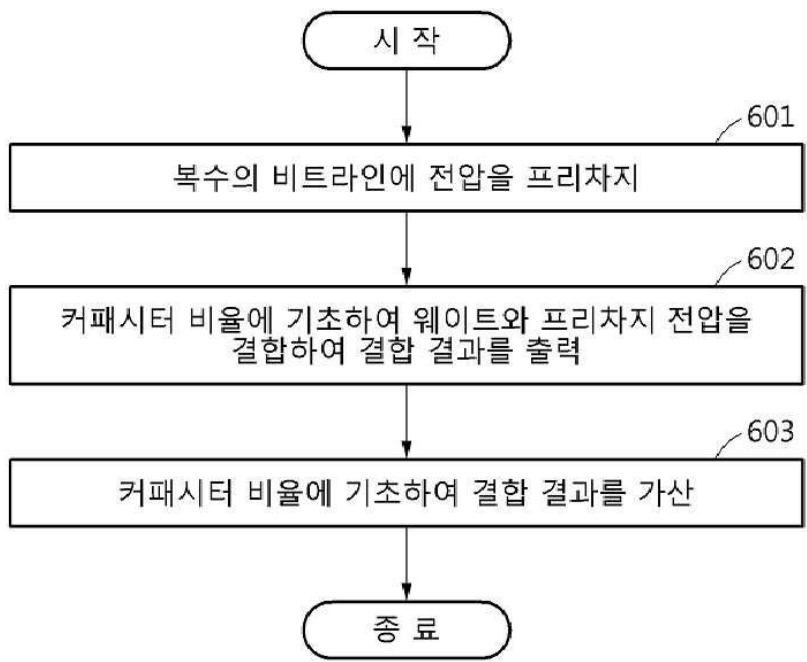 시 작
601
복수의 비트라인에 전압을 프리차지
602
커패시터 비율에 기초하여 웨이트와 프리차지 전압을
결합하여 결합 결과를 출력
603
커패시터 비율에 기초하여 결합 결과를 가산
종 료